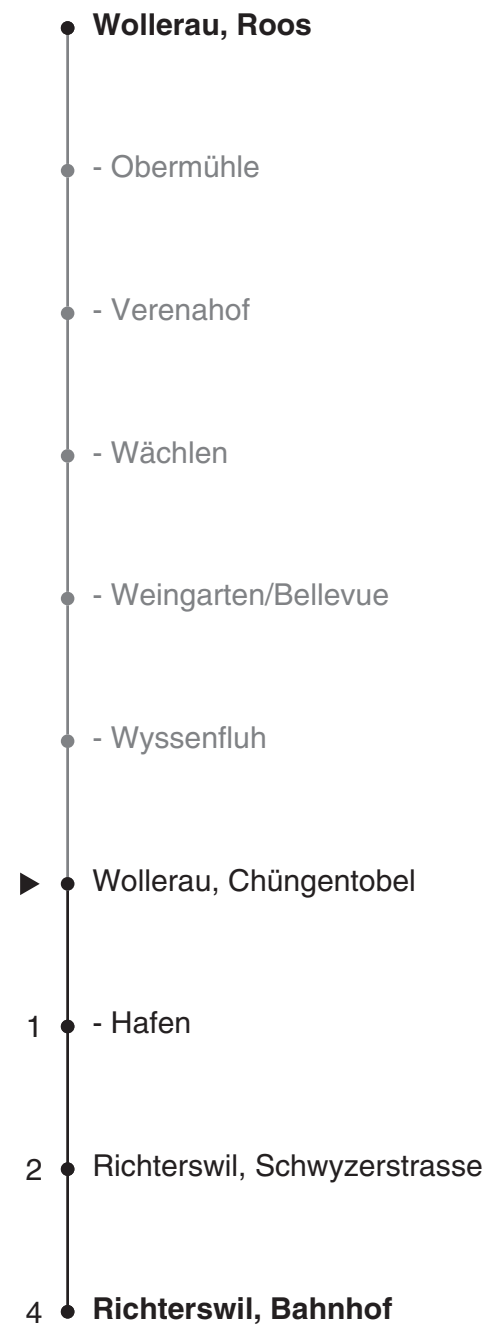 Wollerau, Roos
- Obermühle
- Verenahof
- Wächlen
- Weingarten/Bellevue
- Wyssenfluh
Wollerau, Chüngentobel
1 - Hafen
2 Richterswil, Schwyzerstrasse
4 Richterswil, Bahnhof